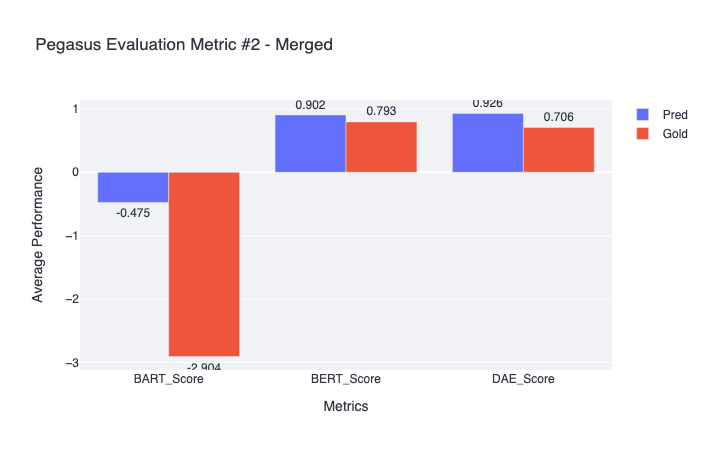 Pegasus Evaluation Metric #2 - Merged
0.902
0.793
0.926
0.706
-0.475
-2.904
1
0
−1
−2
−3
Average Performance
BART_Score
BERT_Score
DAE_Score
Metrics
Pred
Gold